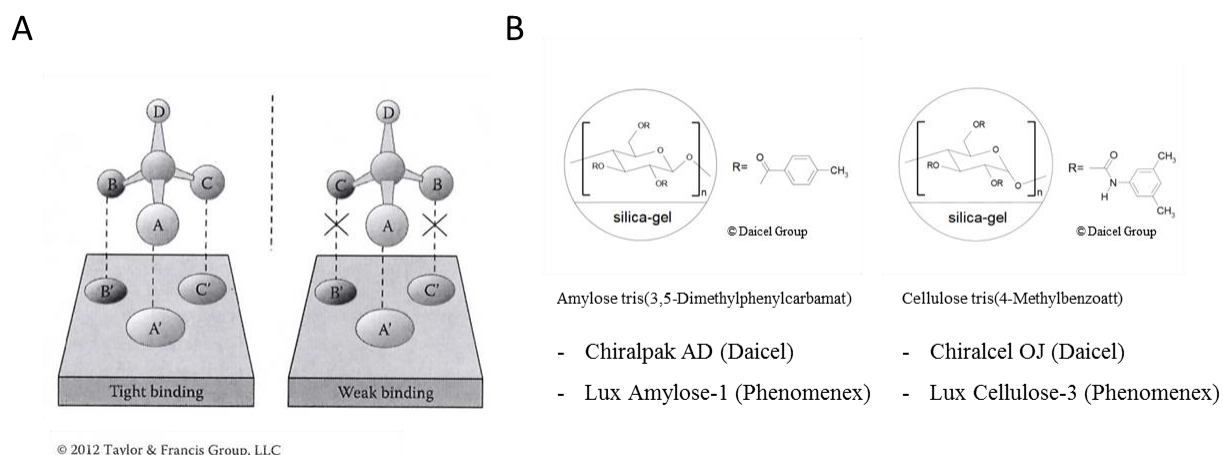 A
B
D
D
B
C
C
B
A
A
B'
C'
B'
C'
A'
A'
Tight binding
Weak binding
© 2012 Taylor & Francis Group, LLC
OR
O
RO
O
OR
n
silica-gel
R=
O
CH3
© Daicel Group
OR
O
RO
OR
O
n
silica-gel
R=
O
N
H
CH3
CH3
© Daicel Group
Amylose tris(3,5-Dimethylphenylcarbamat)
- Chiralpak AD (Daicel)
- Lux Amylose-1 (Phenomenex)
Cellulose tris(4-Methylbenzoatt)
- Chiralcel OJ (Daicel)
- Lux Cellulose-3 (Phenomenex)